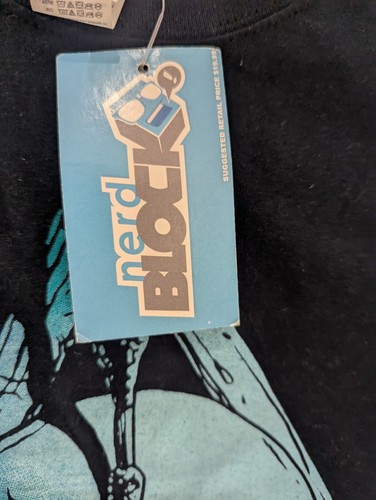 nerd
BLOCK
SUGGESTED RETAIL PRICE $19.99